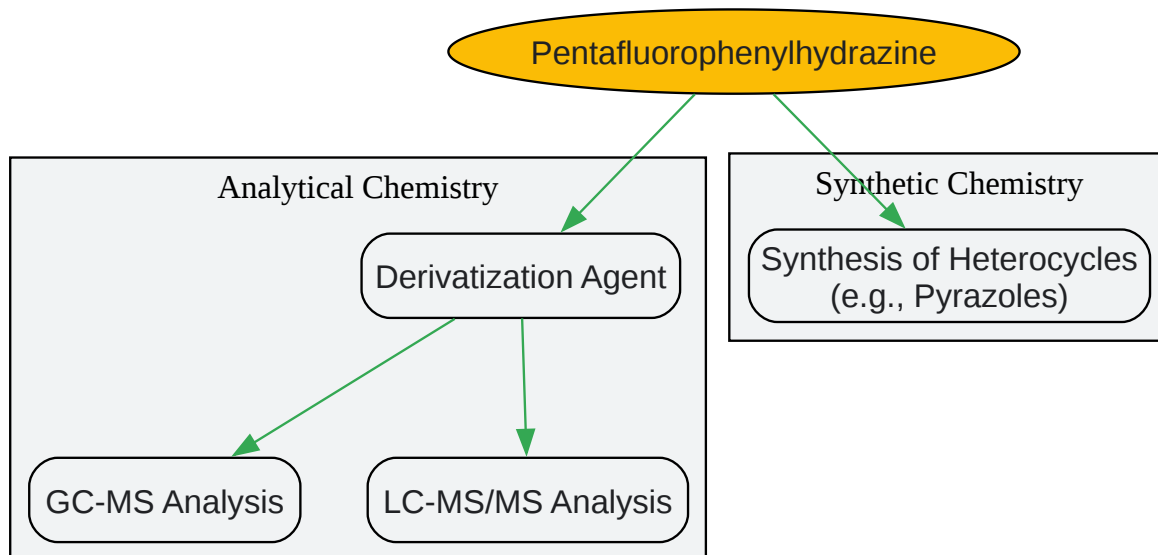 Pentafluorophenylhydrazine
Analytical Chemistry
Synthetic Chemistry
Derivatization Agent
Synthesis of Heterocycles
(e.g., Pyrazoles)
GC-MS Analysis
LC-MS/MS Analysis